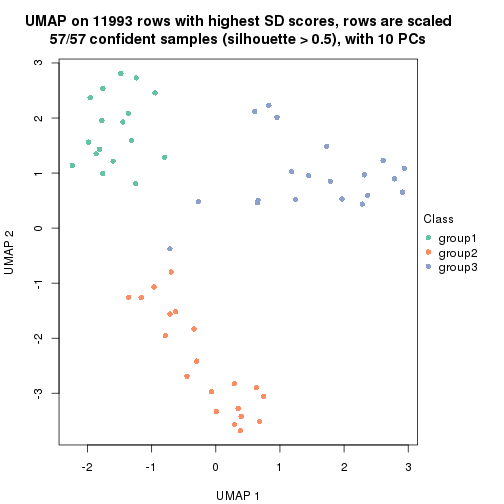 UMAP on 11993 rows with highest SD scores, rows are scaled
57/57 confident samples (silhouette > 0.5), with 10 PCs
3
2
1
0
-1
-2
-3
UMAP 2
-2
-1
0
1
2
3
UMAP 1
Class
group1
group2
group3